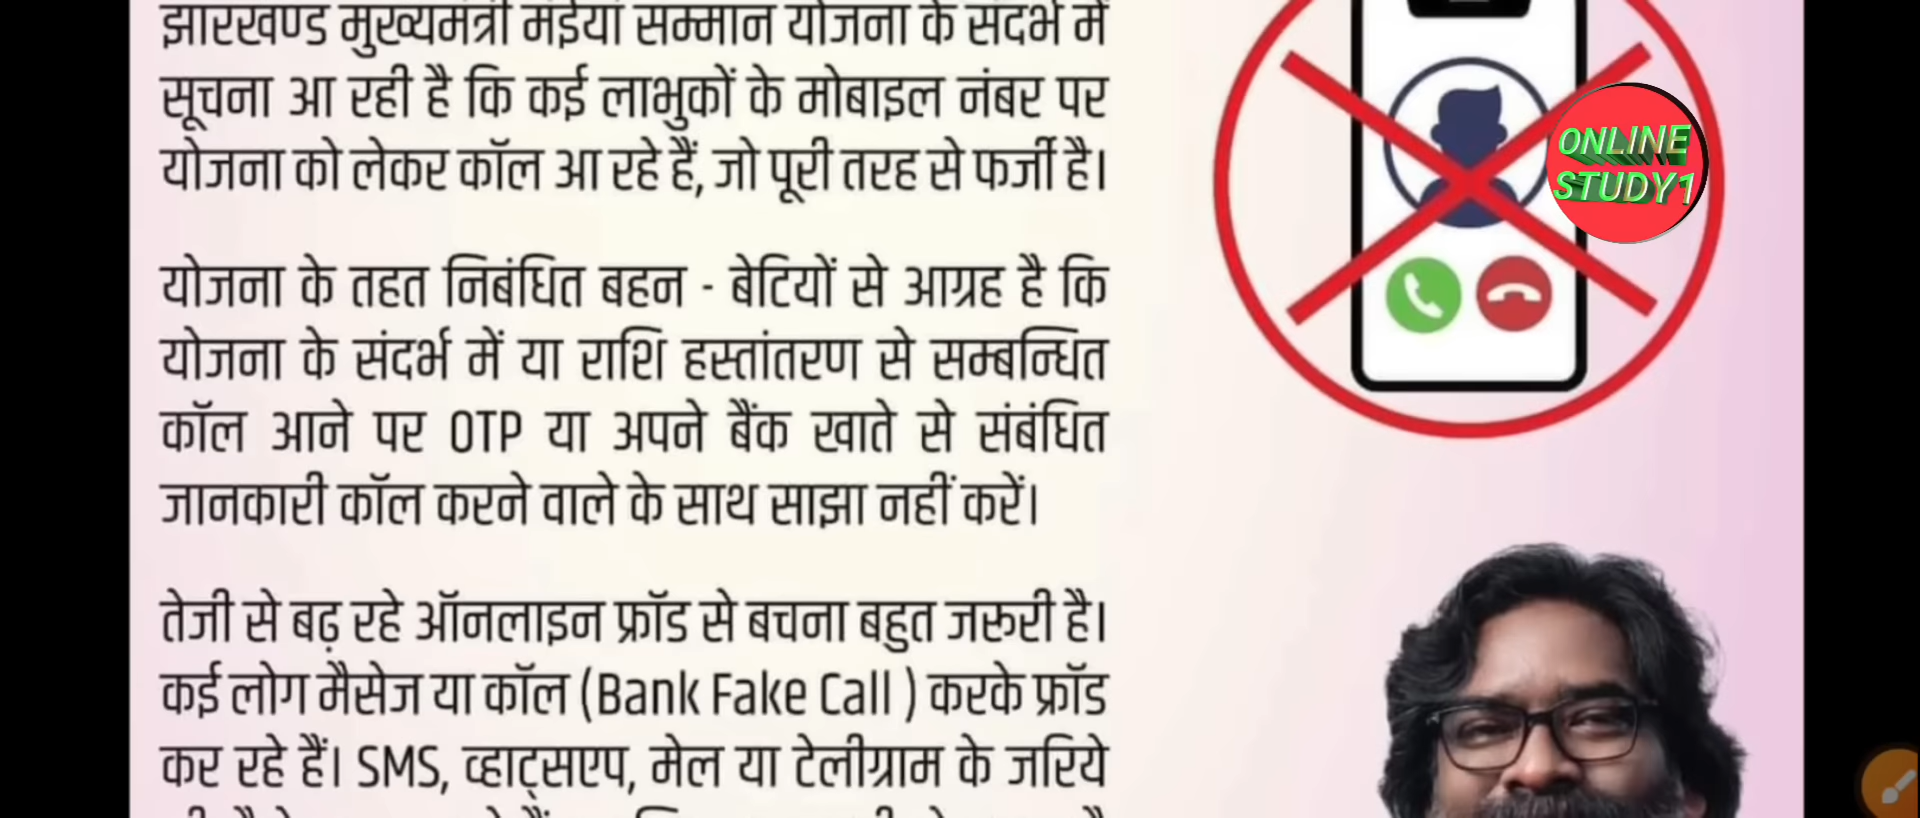 झारखण्ड मुख्यमंत्री मंईयां सम्मान योजना के संदर्भ में
सूचना आ रही है कि कई लाभुकों के मोबाइल नंबर पर
योजना को लेकर कॉल आ रहे हैं, जो पूरी तरह से फर्जी है।
योजना के तहत निबंधित बहन - बेटियों से आग्रह है कि
योजना के संदर्भ में या राशि हस्तांतरण से सम्बन्धित
कॉल आने पर OTP या अपने बैंक खाते से संबंधित
जानकारी कॉल करने वाले के साथ साझा नहीं करें।
तेजी से बढ़ रहे ऑनलाइन फ्रॉड से बचना बहुत जरूरी है।
कई लोग मैसेज या कॉल (Bank Fake Call ) करके फ्रॉड
कर रहे हैं। SMS, व्हाट्सएप, मेल या टेलीग्राम के जरिये
ONLINE
STUDY1